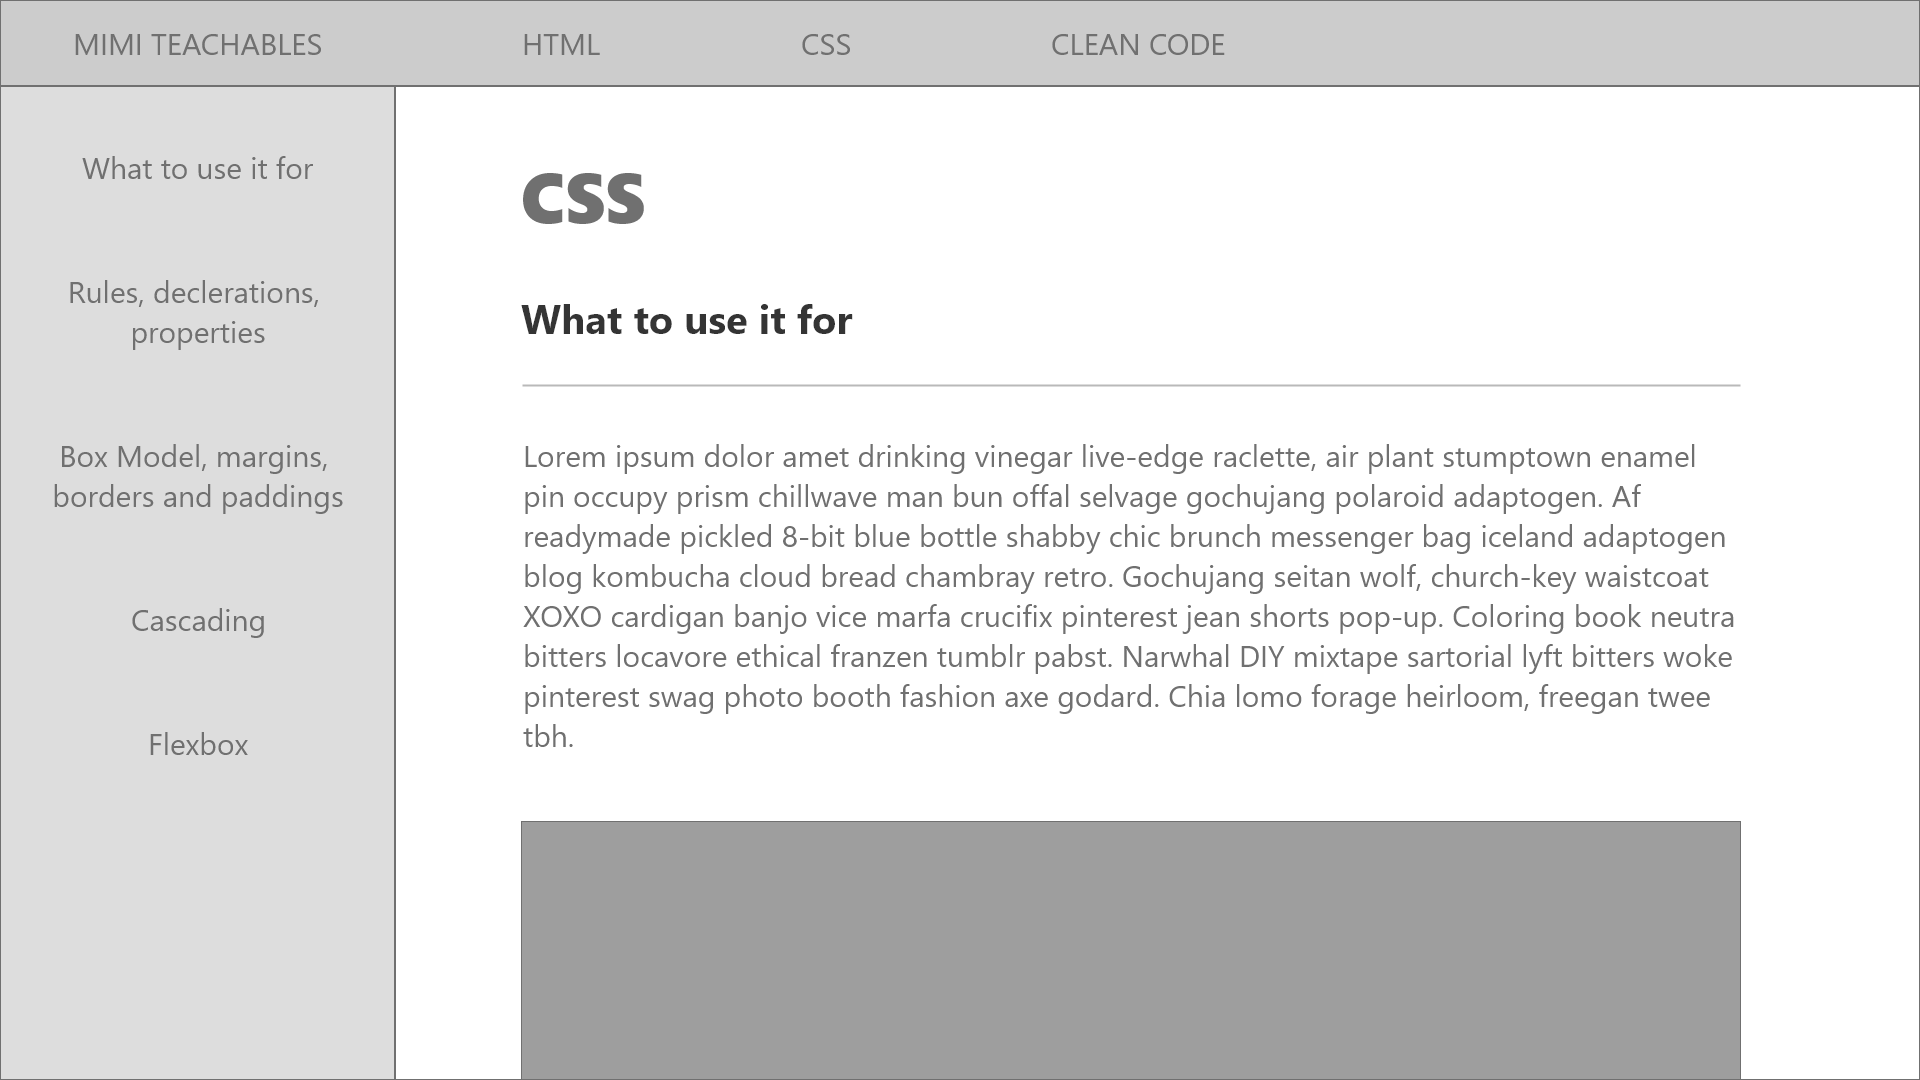 MIMI TEACHABLES HTML CSS CLEAN CODE
What to use it for
Rules, declerations,
properties
Box Model, margins,
borders and paddings
Cascading
Flexbox
CSS
What to use it for
Lorem ipsum dolor amet drinking vinegar live-edge raclette, air plant stumptown enamel
pin occupy prism chillwave man bun offal selvage gochujang polaroid adaptogen. Af
readymade pickled 8-bit blue bottle shabby chic brunch messenger bag iceland adaptogen
blog kombucha cloud bread chambray retro. Gochujang seitan wolf, church-key waistcoat
XOXO cardigan banjo vice marfa crucifix pinterest jean shorts pop-up. Coloring book neutra
bitters locavore ethical franzen tumblr pabst. Narwhal DIY mixtape sartorial lyft bitters woke
pinterest swag photo booth fashion axe godard. Chia lomo forage heirloom, freegan twee
tbh.